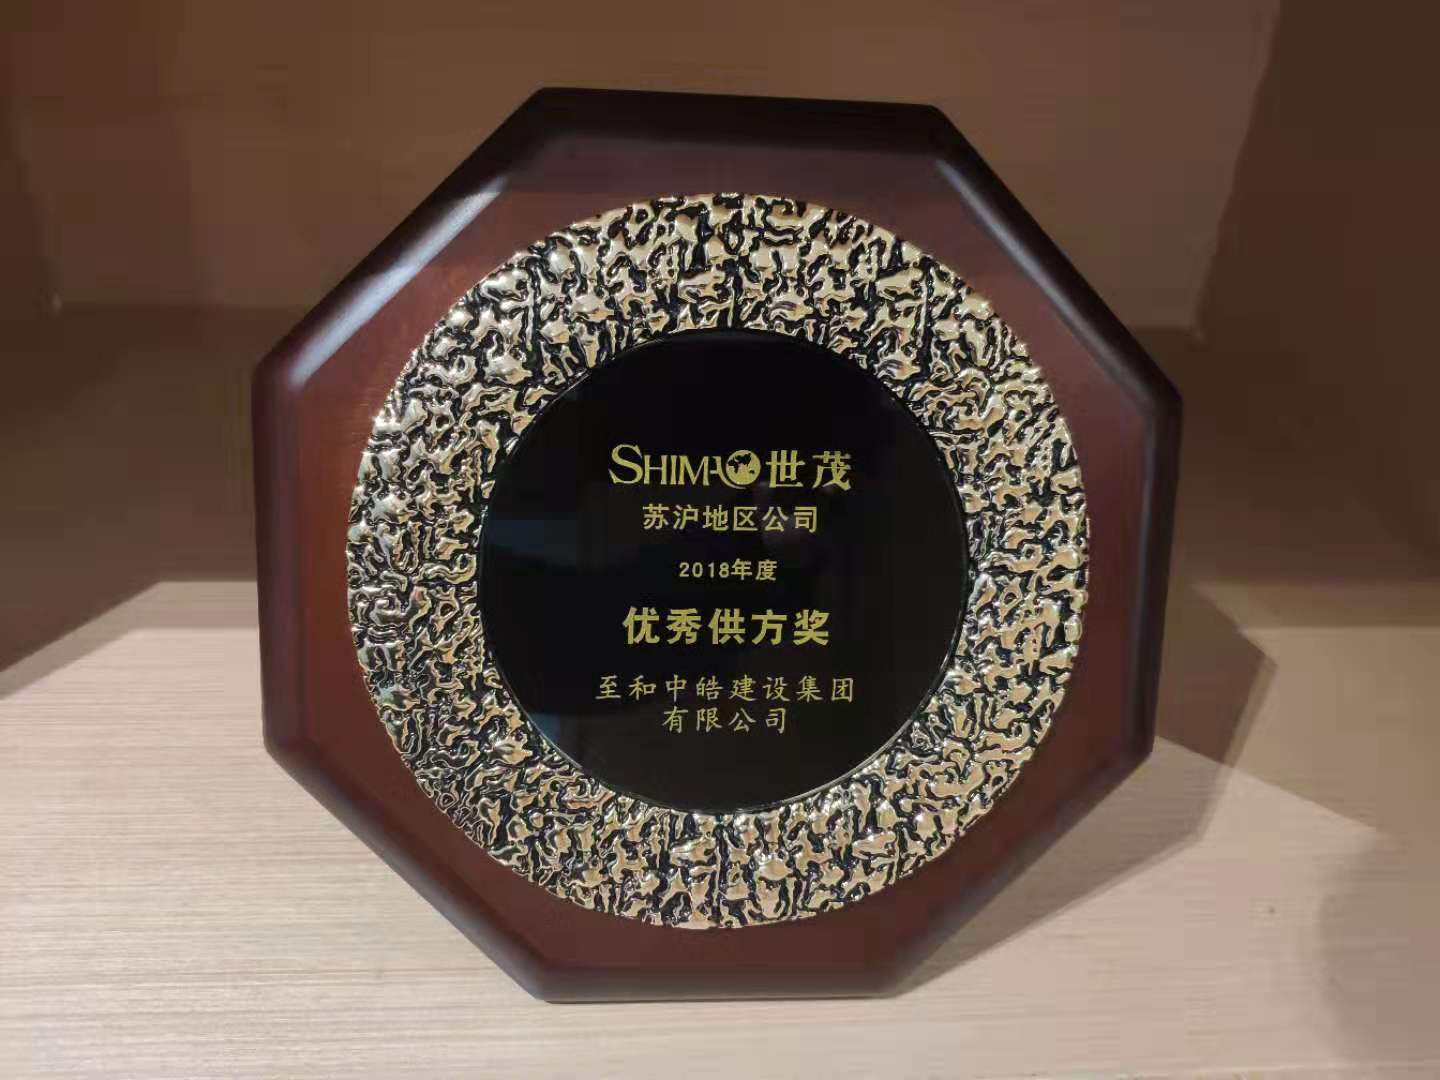 SHIMAO世茂
苏沪地区公司
2018年度
优秀供方奖
至和中皓建设集团
有限公司